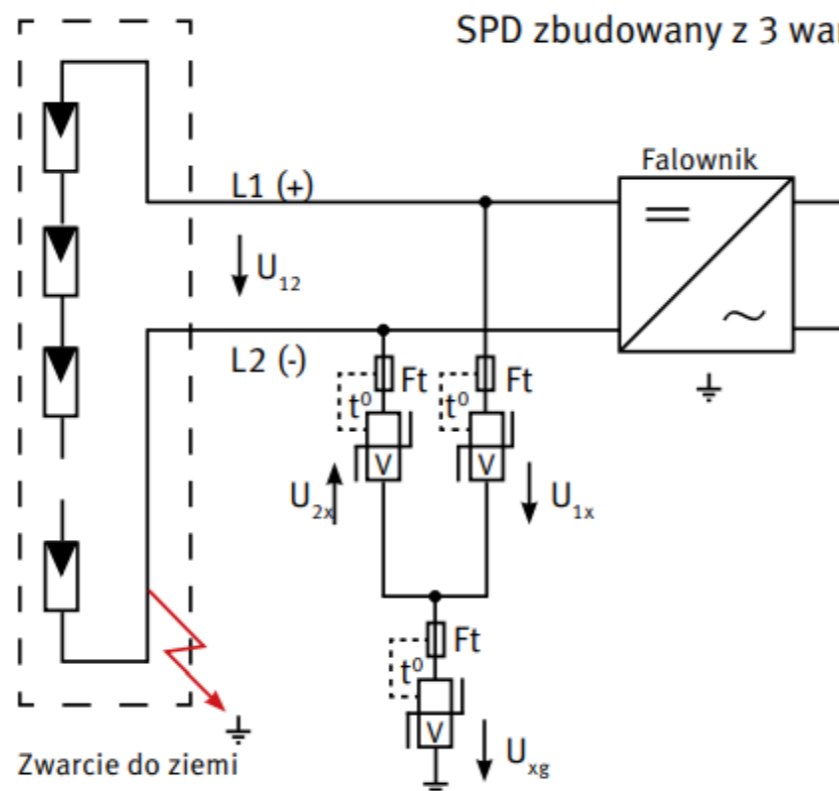 SPD zbudowany z 3
Falownik
L1 (+)
U₁₂
L2 (-)
Ft
Ft
t⁰
t⁰
V
V
U₂ₓ
U₁ₓ
Ft
t⁰
V
Uxg
Zwarcie do ziemi